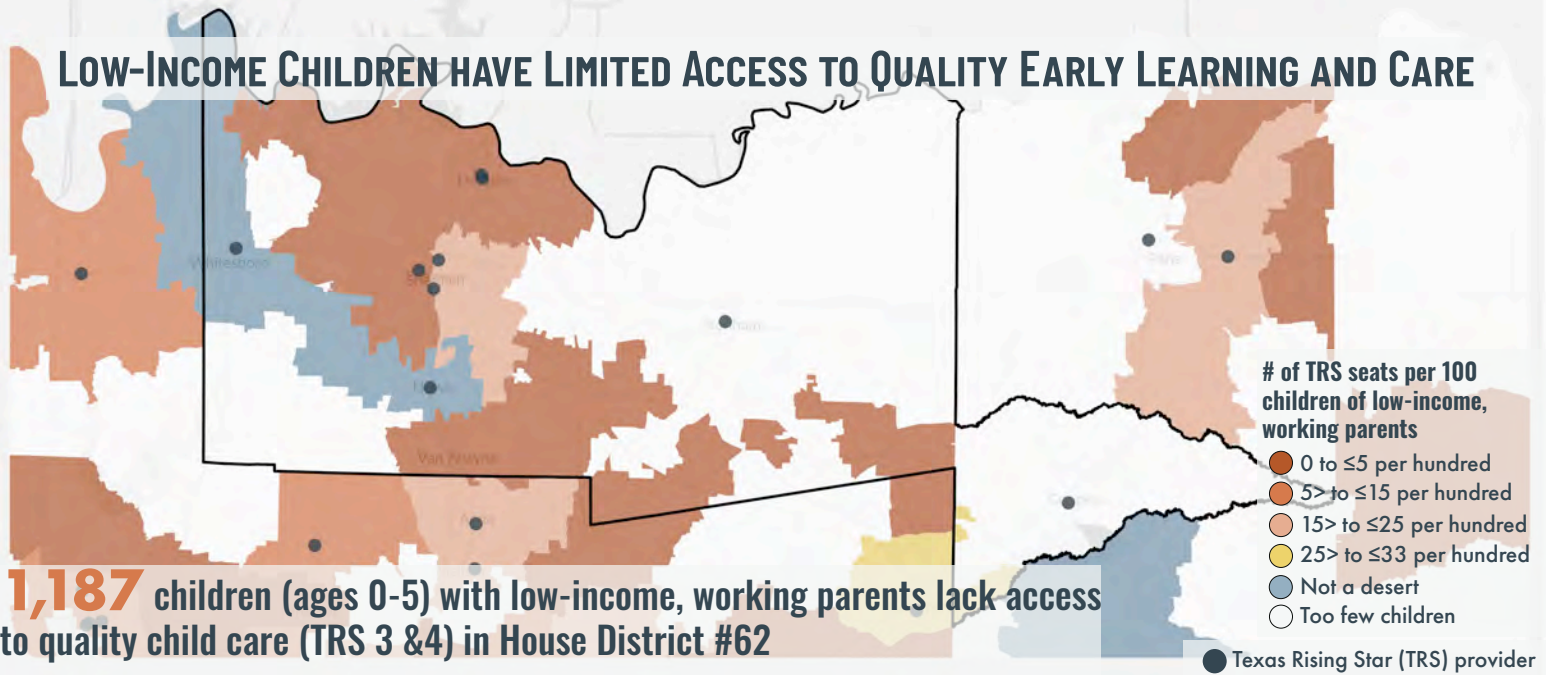 LOW-INCOME CHILDREN HAVE LIMITED ACCESS TO QUALITY EARLY LEARNING AND CARE
Whitesboro
Sherman
Van Alstyne
# of TRS seats per 100
children of low-income,
working parents
0 to ≤5 per hundred
5> to ≤15 per hundred
15> to ≤25 per hundred
25> to ≤33 per hundred
Not a desert
Too few children
1,187 children (ages 0-5) with low-income, working parents lack access
to quality child care (TRS 3 &4) in House District #62
Texas Rising Star (TRS) provider